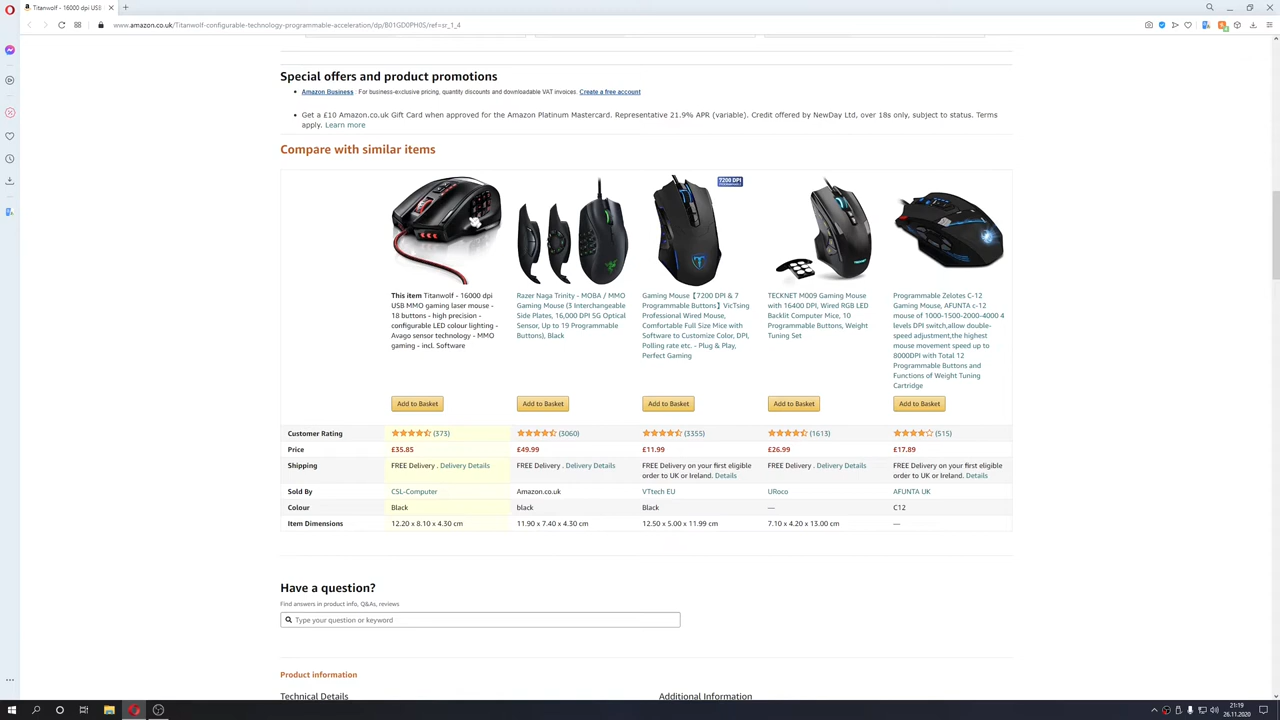 Titanwolf - 16000 dpi USB
www.amazon.co.uk/Titanwolf-configurable-technology-programmable-acceleration/dp/B01GD0PH0S/ref=sr_1_4
Special offers and product promotions
Amazon Business : For business-exclusive pricing, quantity discounts and downloadable VAT invoices. Create a free account
Get a £10 Amazon.co.uk Gift Card when approved for the Amazon Platinum Mastercard. Representative 21.9% APR (variable). Credit offered by NewDay Ltd, over 18s only, subject to status. Terms
apply. Learn more
Compare with similar items
7200 DPI
This item Titanwolf - 16000 dpi
USB MMO gaming laser mouse -
18 buttons - high precision -
configurable LED colour lighting -
Avago sensor technology - MMO
gaming - incl. Software
Razer Naga Trinity - MOBA / MMO
Gaming Mouse (3 Interchangeable
Side Plates, 16,000 DPI 5G Optical
Sensor, Up to 19 Programmable
Buttons), Black
Gaming Mouse【7200 DPI & 7
Programmable Buttons】VicTsing
Professional Wired Mouse,
Comfortable Full Size Mice with
Software to Customize Color, DPI,
Polling rate etc. - Plug & Play,
Perfect Gaming
TECKNET M009 Gaming Mouse
with 16400 DPI, Wired RGB LED
Backlit Computer Mice, 10
Programmable Buttons, Weight
Tuning Set
Programmable Zelotes C-12
Gaming Mouse, AFUNTA c-12
mouse of 1000-1500-2000-4000 4
levels DPI switch,allow double-
speed adjustment,the highest
mouse movement speed up to
8000DPI with Total 12
Programmable Buttons and
Functions of Weight Tuning
Cartridge
Add to Basket Add to Basket Add to Basket Add to Basket Add to Basket
Customer Rating (373) (3060) (3355) (1613) (515)
Price £35.85 £49.99 £11.99 £26.99 £17.89
Shipping FREE Delivery . Delivery Details FREE Delivery . Delivery Details FREE Delivery on your first eligible FREE Delivery . Delivery Details FREE Delivery on your first eligible
order to UK or Ireland. Details order to UK or Ireland. Details
Sold By CSL-Computer Amazon.co.uk VTtech EU URoco AFUNTA UK
Colour Black black Black — C12
Item Dimensions 12.20 x 8.10 x 4.30 cm 11.90 x 7.40 x 4.30 cm 12.50 x 5.00 x 11.99 cm 7.10 x 4.20 x 13.00 cm —
Have a question?
Find answers in product info, Q&As, reviews
Type your question or keyword
Product information
Technical Details Additional Information
21:19
26.11.2020